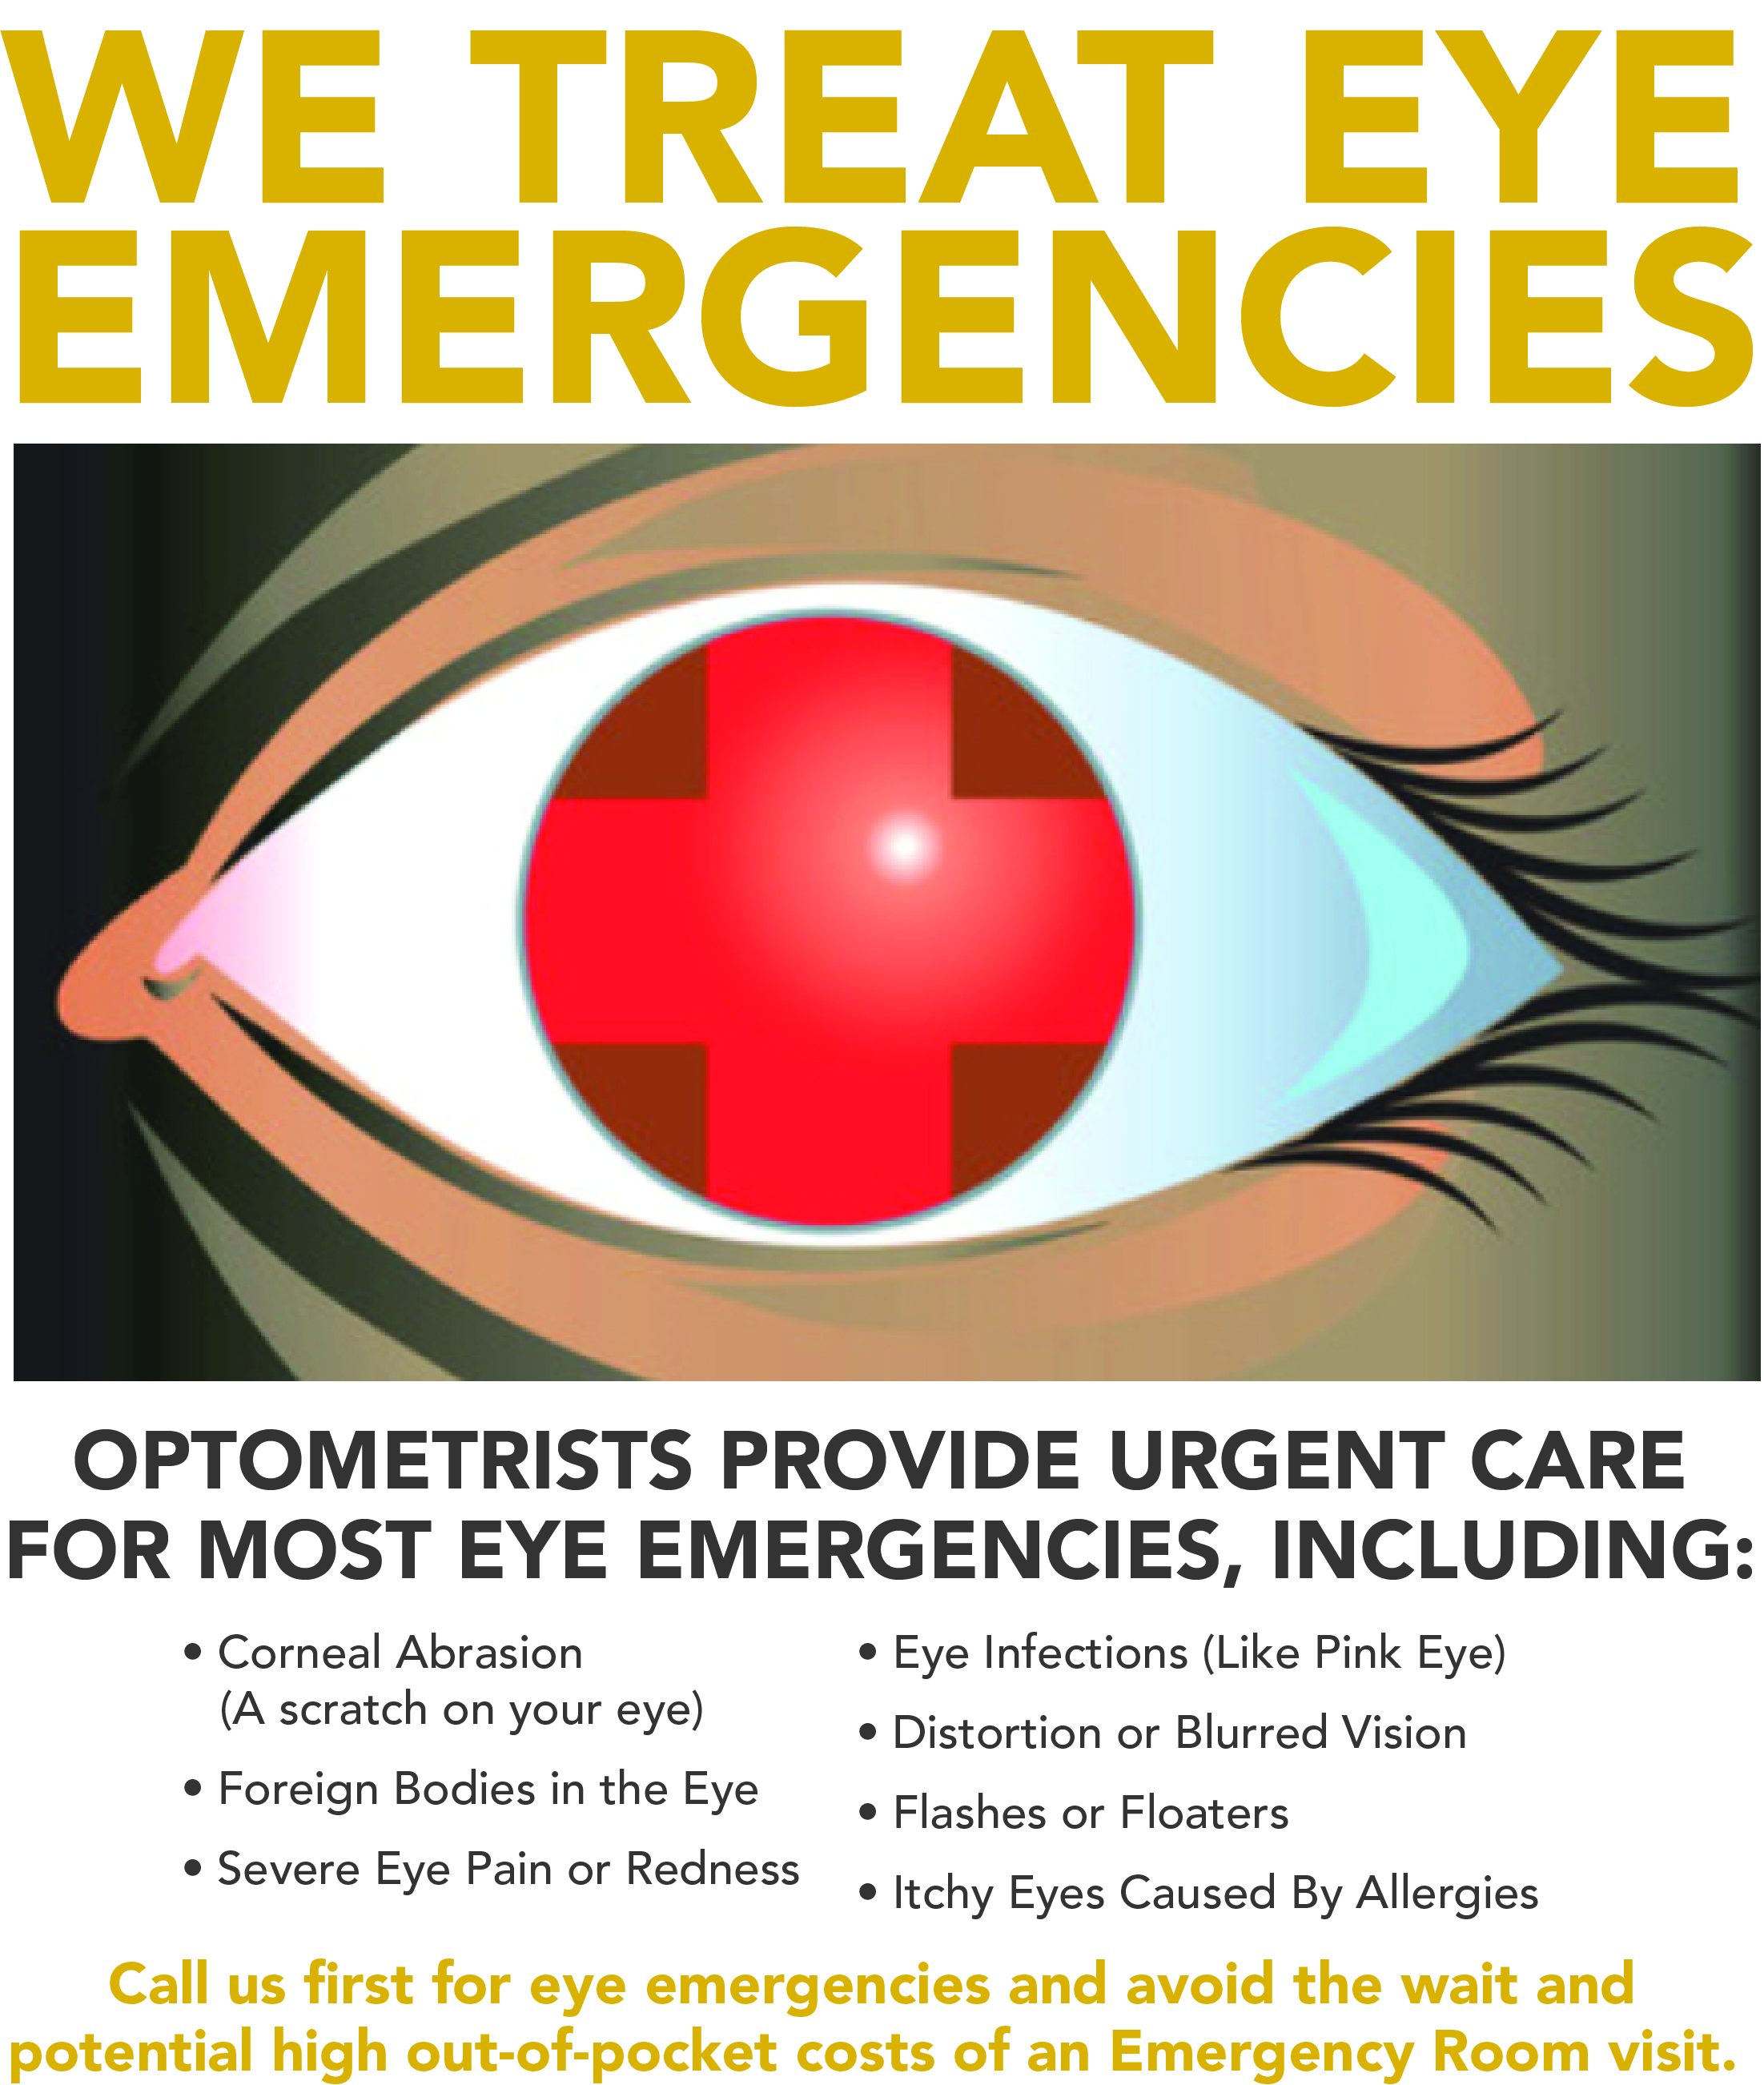 WE TREAT EYE
EMERGENCIES
OPTOMETRISTS PROVIDE URGENT CARE
FOR MOST EYE EMERGENCIES, INCLUDING:
• Corneal Abrasion
(A scratch on your eye)
• Foreign Bodies in the Eye
• Severe Eye Pain or Redness
• Eye Infections (Like Pink Eye)
• Distortion or Blurred Vision
• Flashes or Floaters
• Itchy Eyes Caused By Allergies
Call us first for eye emergencies and avoid the wait and
potential high out-of-pocket costs of an Emergency Room visit.